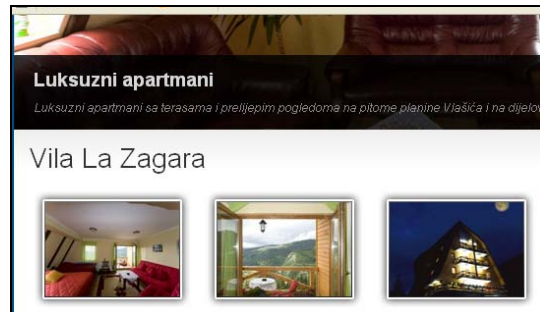 Luksuzni apartmani
Luksuzni apartmani sa terasama i prelijepim pogledoma na pitome planine Vlašića i na dijelov
Vila La Zagara